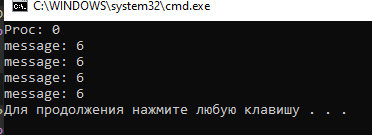 C:\WINDOWS\system32\cmd.exe
Proc: 0
message: 6
message: 6
message: 6
message: 6
Для продолжения нажмите любую клавишу . . .